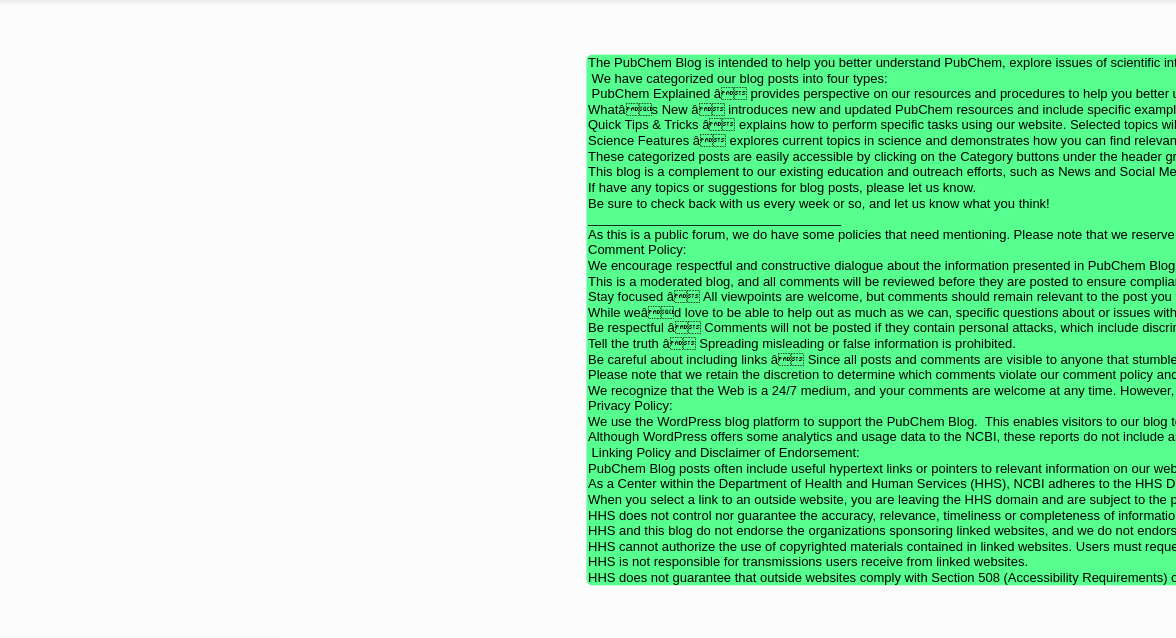 The PubChem Blog is intended to help you better understand PubChem, explore issues of scientific
We have categorized our blog posts into four types:
PubChem Explained â provides perspective on our resources and procedures to help you better
Whatâs New â introduces new and updated PubChem resources and include specific
Quick Tips & Tricks â explains how to perform specific tasks using our website. Selected topics
Science Features â explores current topics in science and demonstrates how you can find
These categorized posts are easily accessible by clicking on the Category buttons under the header
This blog is a complement to our existing education and outreach efforts, such as News and Social
If have any topics or suggestions for blog posts, please let us know.
Be sure to check back with us every week or so, and let us know what you think!
___________________________________
As this is a public forum, we do have some policies that need mentioning. Please note that we reserve
Comment Policy:
We encourage respectful and constructive dialogue about the information presented in PubChem Blog
This is a moderated blog, and all comments will be reviewed before they are posted to ensure
Stay focused â All viewpoints are welcome, but comments should remain relevant to the post you
While weâd love to be able to help out as much as we can, specific questions about or issues with
Be respectful â Comments will not be posted if they contain personal attacks, which include
Tell the truth â Spreading misleading or false information is prohibited.
Be careful about including links â Since all posts and comments are visible to anyone that
Please note that we retain the discretion to determine which comments violate our comment policy and
We recognize that the Web is a 24/7 medium, and your comments are welcome at any time. However,
Privacy Policy:
We use the WordPress blog platform to support the PubChem Blog.  This enables visitors to our blog
Although WordPress offers some analytics and usage data to the NCBI, these reports do not include
Linking Policy and Disclaimer of Endorsement:
PubChem Blog posts often include useful hypertext links or pointers to relevant information on our
As a Center within the Department of Health and Human Services (HHS), NCBI adheres to the HHS
When you select a link to an outside website, you are leaving the HHS domain and are subject to the
HHS does not control nor guarantee the accuracy, relevance, timeliness or completeness of
HHS and this blog do not endorse the organizations sponsoring linked websites, and we do not
HHS cannot authorize the use of copyrighted materials contained in linked websites. Users must
HHS is not responsible for transmissions users receive from linked websites.
HHS does not guarantee that outside websites comply with Section 508 (Accessibility Requirements)